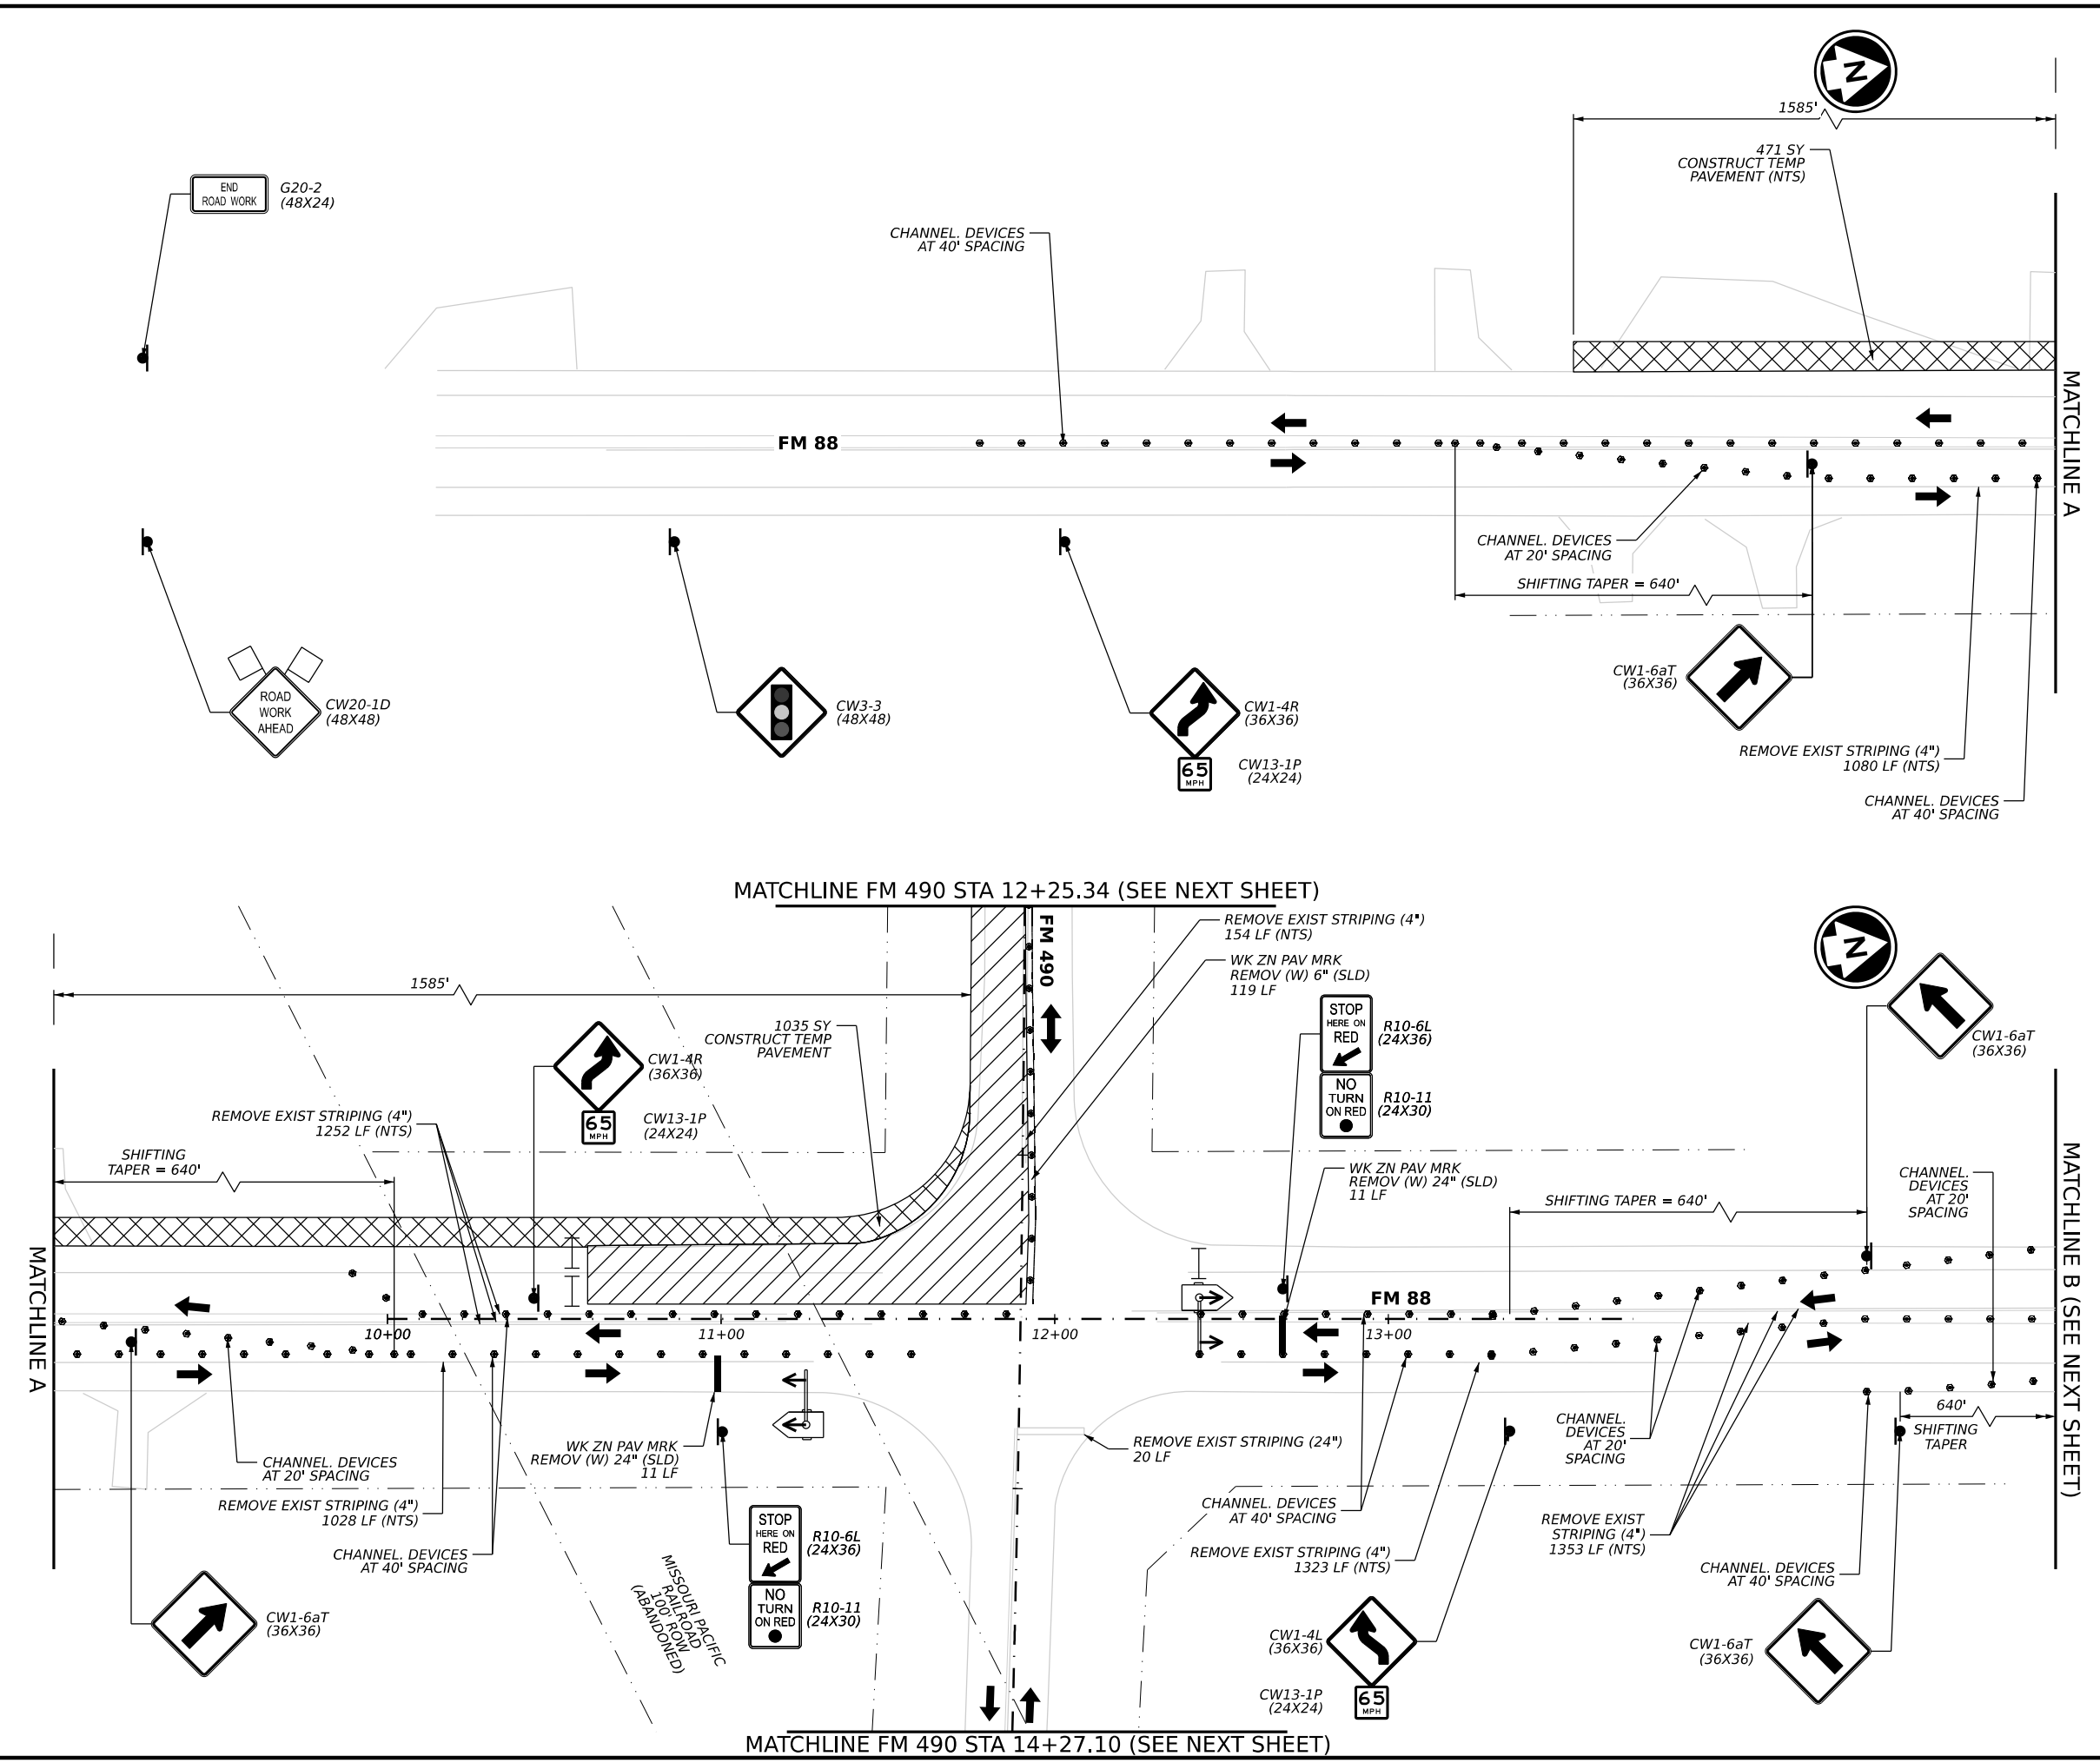 N
1585'
471 SY
CONSTRUCT TEMP
PAVEMENT (NTS)
END
ROAD WORK
G20-2
(48X24)
CHANNEL. DEVICES
AT 40' SPACING
FM 88
MATCHLINE A
CHANNEL. DEVICES
AT 20' SPACING
SHIFTING TAPER = 640'
ROAD
WORK
AHEAD
CW20-1D
(48X48)
CW3-3
(48X48)
CW1-4R
(36X36)
65
MPH
CW13-1P
(24X24)
CW1-6aT
(36X36)
REMOVE EXIST STRIPING (4")
1080 LF (NTS)
CHANNEL. DEVICES
AT 40' SPACING
MATCHLINE FM 490 STA 12+25.34 (SEE NEXT SHEET)
FM 490
REMOVE EXIST STRIPING (4")
154 LF (NTS)
WK ZN PAV MRK
REMOV (W) 6" (SLD)
119 LF
N
1585'
1035 SY
CONSTRUCT TEMP
PAVEMENT
CW1-4R
(36X36)
65
MPH
CW13-1P
(24X24)
STOP
HERE ON
RED
R10-6L
(24X36)
NO
TURN
ON RED
R10-11
(24X30)
CW1-6aT
(36X36)
REMOVE EXIST STRIPING (4")
1252 LF (NTS)
SHIFTING
TAPER = 640'
WK ZN PAV MRK
REMOV (W) 24" (SLD)
11 LF
SHIFTING TAPER = 640'
CHANNEL.
DEVICES
AT 20'
SPACING
MATCHLINE A
MATCHLINE B (SEE NEXT SHEET)
FM 88
10+00
11+00
12+00
13+00
CHANNEL. DEVICES
AT 20' SPACING
REMOVE EXIST STRIPING (4")
1028 LF (NTS)
CHANNEL. DEVICES
AT 40' SPACING
WK ZN PAV MRK
REMOV (W) 24" (SLD)
11 LF
REMOVE EXIST STRIPING (24")
20 LF
CHANNEL.
DEVICES
AT 20'
SPACING
640'
SHIFTING
TAPER
CHANNEL. DEVICES
AT 40' SPACING
REMOVE EXIST STRIPING (4")
1323 LF (NTS)
REMOVE EXIST
STRIPING (4")
1353 LF (NTS)
CHANNEL. DEVICES
AT 40' SPACING
CW1-6aT
(36X36)
MISSOURI PACIFIC
RAILROAD
100' ROW
(ABANDONED)
STOP
HERE ON
RED
R10-6L
(24X36)
NO
TURN
ON RED
R10-11
(24X30)
CW1-4L
(36X36)
CW13-1P
(24X24)
65
MPH
CW1-6aT
(36X36)
MATCHLINE FM 490 STA 14+27.10 (SEE NEXT SHEET)